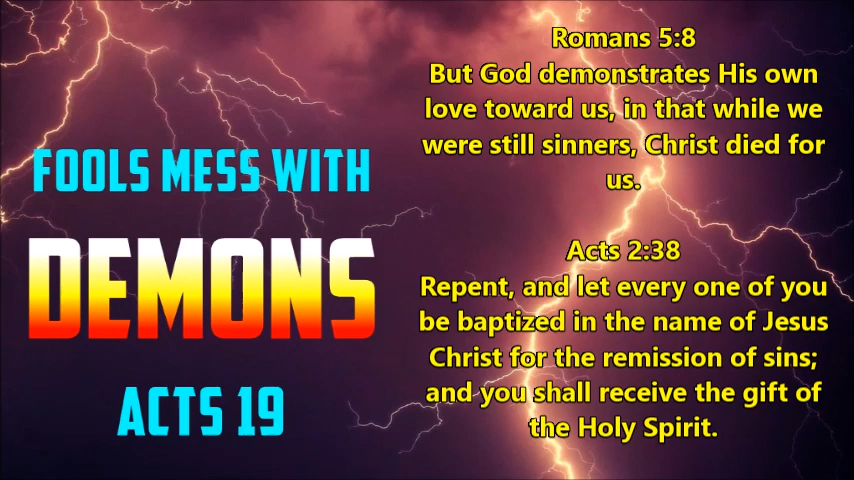 FOOLS MESS WITH
DEMONS
ACTS 19
Romans 5:8
But God demonstrates His own
love toward us, in that while we
were still sinners, Christ died for
us.
Acts 2:38
Repent, and let every one of you
be baptized in the name of Jesus
Christ for the remission of sins;
and you shall receive the gift of
the Holy Spirit.